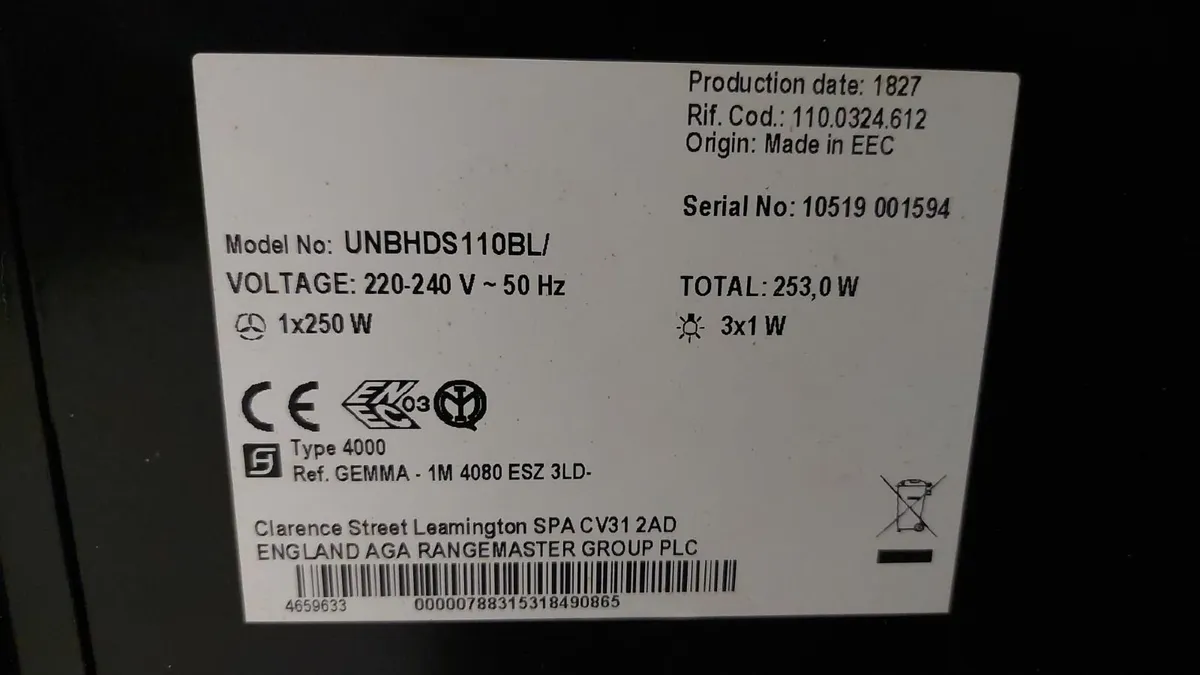 Production date: 1827
Rif. Cod.: 110.0324.612
Origin: Made in EEC
Serial No: 10519 001594
Model No: UNBHDS110BL/
VOLTAGE: 220-240 V ~ 50 Hz
TOTAL: 253,0 W
1x250 W
3x1 W
CE
ENEC 03
Type 4000
Ref. GEMMA - 1M 4080 ESZ 3LD-
Clarence Street Leamington SPA CV31 2AD
ENGLAND AGA RANGEMASTER GROUP PLC
4659633
00000788315318490865